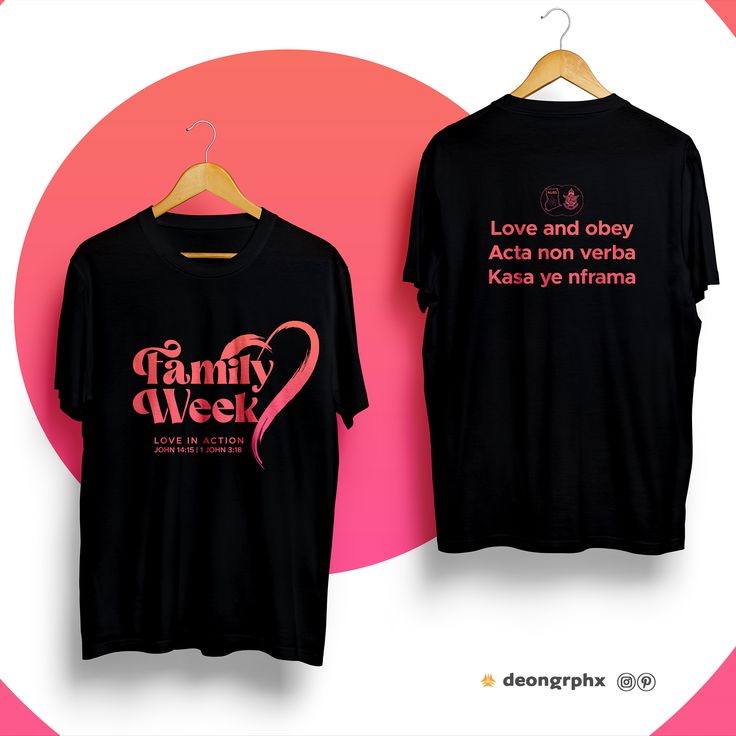 Family
Week
LOVE IN ACTION
JOHN 14:15 | 1 JOHN 3:18
Love and obey
Acta non verba
Kasa ye nframa
deongrphx